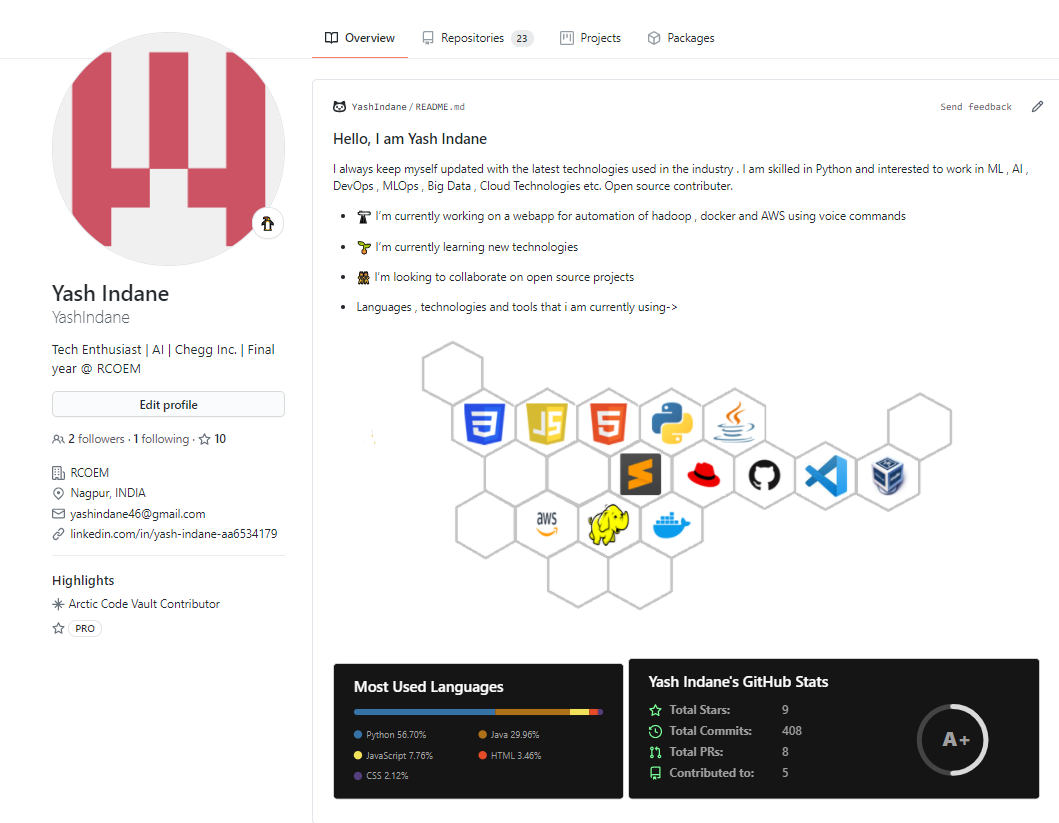 Overview
Repositories 23
Projects
Packages
Yash Indane
YashIndane
Tech Enthusiast | AI | Chegg Inc. | Final
year @ RCOEM
Edit profile
2 followers · 1 following · 10
RCOEM
Nagpur, INDIA
yashindane46@gmail.com
linkedin.com/in/yash-indane-aa6534179
Highlights
Arctic Code Vault Contributor
PRO
YashIndane/README.md
Send feedback
Hello, I am Yash Indane
I always keep myself updated with the latest technologies used in the industry . I am skilled in Python and interested to work in ML , AI ,
DevOps , MLOps , Big Data , Cloud Technologies etc. Open source contributer.
I'm currently working on a webapp for automation of hadoop , docker and AWS using voice commands
I'm currently learning new technologies
I'm looking to collaborate on open source projects
Languages , technologies and tools that i am currently using->
3 JS 5
aws
Most Used Languages
Python 56.70%
Java 29.96%
JavaScript 7.76%
HTML 3.46%
CSS 2.12%
Yash Indane's GitHub Stats
Total Stars: 9
Total Commits: 408
Total PRs: 8
Contributed to: 5
A+